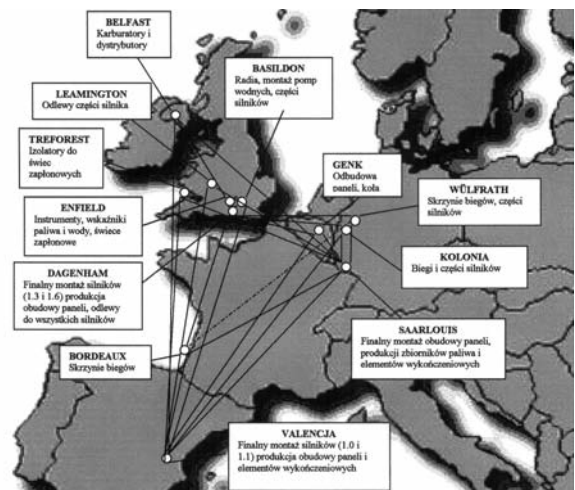 BELFAST
Karburatory i
dystrybutory
BASILDON
Radia, montaż pomp
wodnych, części
silników
LEAMINGTON
Odlewy części silnika
TREFOREST
Izolatory do
świec
zapłonowych
GENK
Odbudowa
paneli, koła
WÜLFRATH
Skrzynie biegów, części
silników
ENFIELD
Instrumenty, wskaźniki
paliwa i wody, świece
zapłonowe
KOLONIA
Biegi i części silników
DAGENHAM
Finalny montaż silników
(1.3 i 1.6) produkcja
obudowy paneli, odlewy
do wszystkich silników
SAARLOUIS
Finalny montaż obudowy paneli,
produkcji zbiorników paliwa i
elementów wykończeniowych
BORDEAUX
Skrzynie biegów
VALENCJA
Finalny montaż silników (1.0 i
1.1) produkcja obudowy paneli i
elementów wykończeniowych